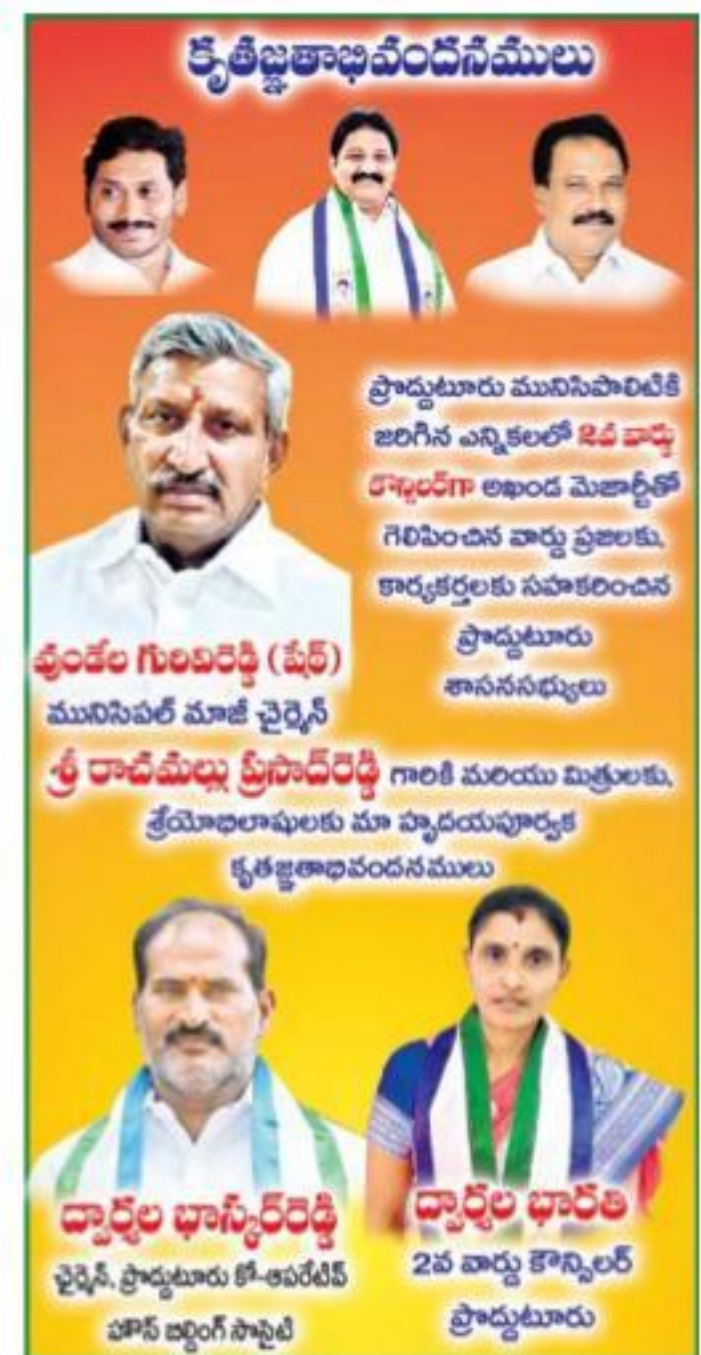 కృతజ్ఞతాభివందనములు
ప్రొద్దుటూరు మునిసిపాలిటికి
జరిగిన ఎన్నికలలో 2వ వార్డు
కౌన్సిలర్‌గా అఖండ మెజార్టీతో
గెలిపించిన వార్డు ప్రజలకు,
కార్యకర్తలకు సహకరించిన
ప్రొద్దుటూరు
శాసనసభ్యులు
వుండేల గురివిరెడ్డి (షేఠ్)
మునిసిపల్ మాజీ చైర్మెన్
శ్రీ రాచమల్లు ప్రసాద్‌రెడ్డి గారికి మరియు మిత్రులకు,
శ్రేయోభిలాషులకు మా హృదయపూర్వక
కృతజ్ఞతాభివందనములు
ద్వార్శల భాస్కర్‌రెడ్డి
చైర్మెన్, ప్రొద్దుటూరు కో-ఆపరేటివ్
హౌస్ బిల్డింగ్ సొసైటి
ద్వార్శల భారతి
2వ వార్డు కౌన్సిలర్
ప్రొద్దుటూరు